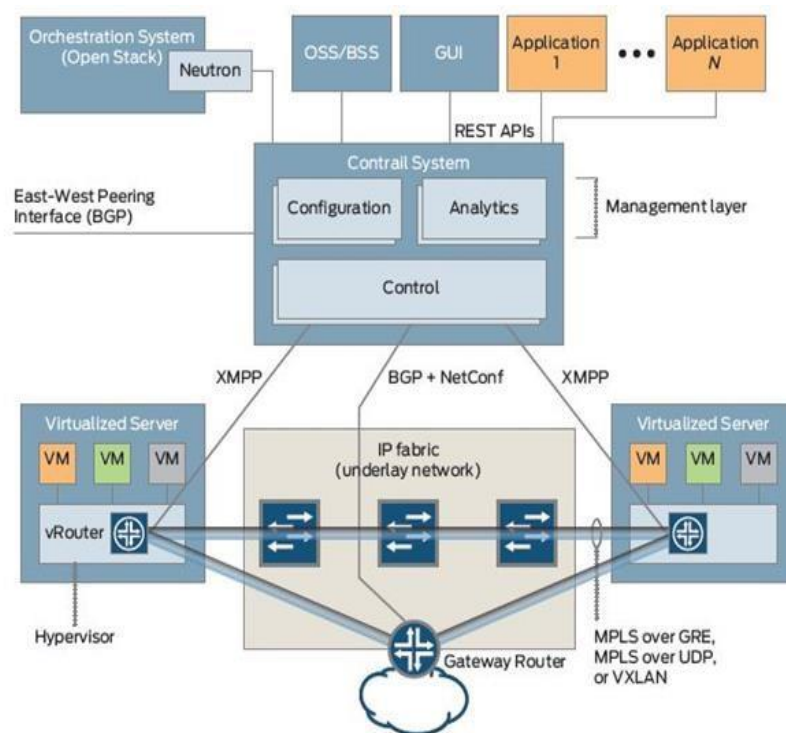 Orchestration System
(Open Stack)
Neutron
OSS/BSS
GUI
Application
1
Application
N
REST APIs
Contrail System
East-West Peering
Interface (BGP)
Configuration
Analytics
Management layer
Control
XMPP
BGP + NetConf
XMPP
Virtualized Server
VM
VM
VM
vRouter
IP fabric
(underlay network)
Virtualized Server
VM
VM
VM
Hypervisor
Gateway Router
MPLS over GRE,
MPLS over UDP,
or VXLAN